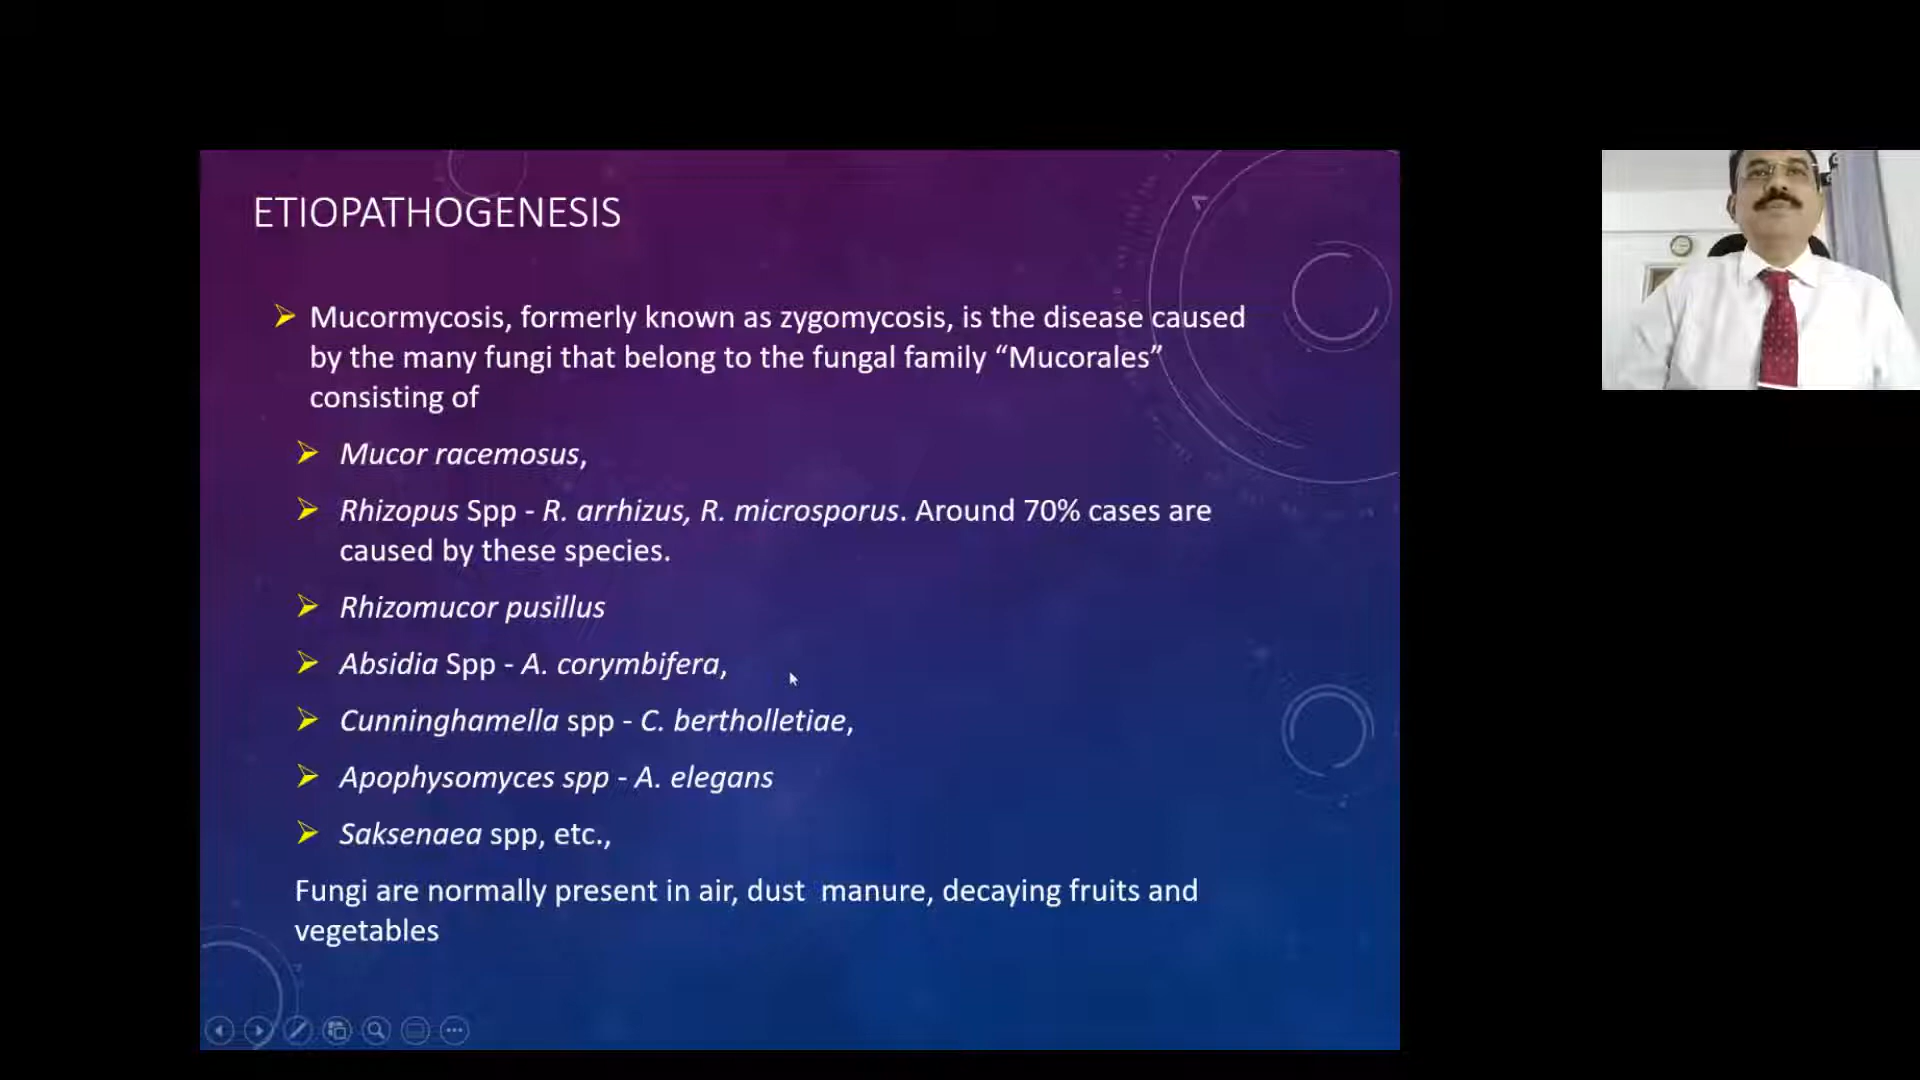 ETIOPATHOGENESIS
Mucormycosis, formerly known as zygomycosis, is the disease caused
by the many fungi that belong to the fungal family “Mucorales”
consisting of
Mucor racemosus,
Rhizopus Spp - R. arrhizus, R. microsporus. Around 70% cases are
caused by these species.
Rhizomucor pusillus
Absidia Spp - A. corymbifera,
Cunninghamella spp - C. bertholletiae,
Apophysomyces spp - A. elegans
Saksenaea spp, etc.,
Fungi are normally present in air, dust  manure, decaying fruits and
vegetables